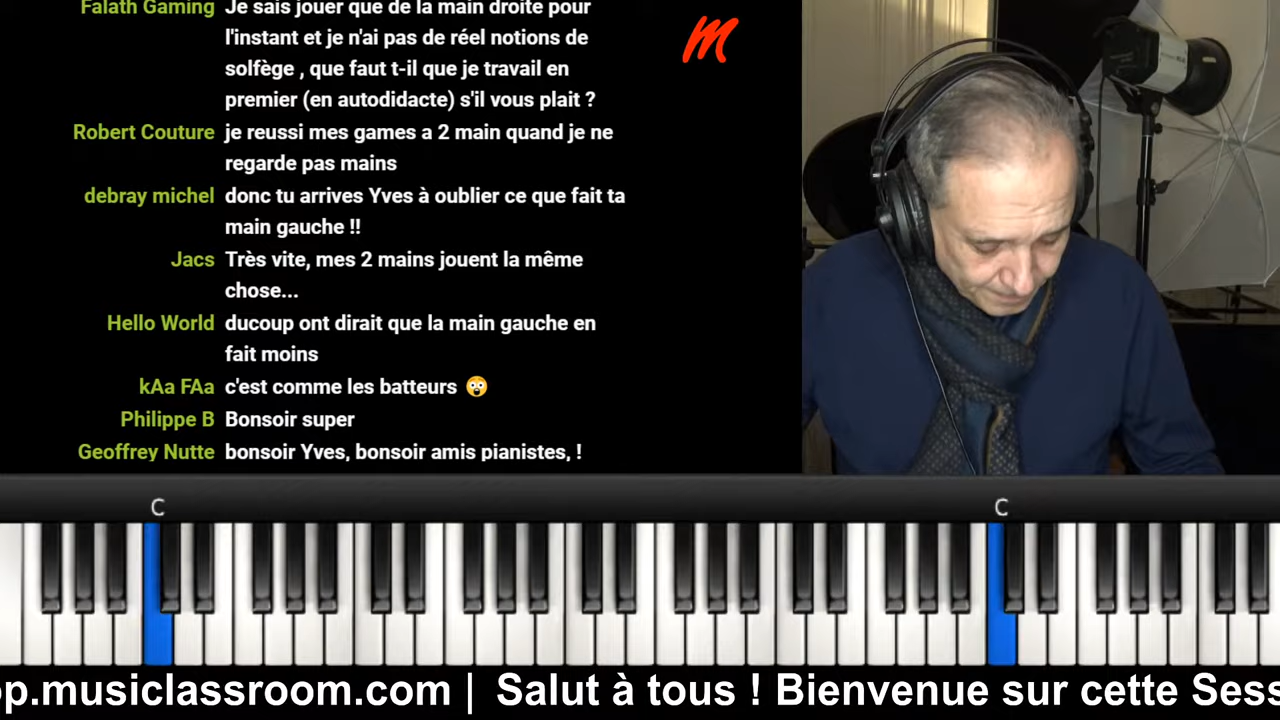 Falath Gaming Je sais jouer que de la main droite pour
l'instant et je n'ai pas de réel notions de
solfège , que faut t-il que je travail en
premier (en autodidacte) s'il vous plait ?
Robert Couture je reussi mes games a 2 main quand je ne
regarde pas mains
debray michel donc tu arrives Yves à oublier ce que fait ta
main gauche !!
Jacs Très vite, mes 2 mains jouent la même
chose...
Hello World ducoup ont dirait que la main gauche en
fait moins
kAa FAa c'est comme les batteurs 😲
Philippe B Bonsoir super
Geoffrey Nutte bonsoir Yves, bonsoir amis pianistes, !
m
C C
op.musiclassroom.com | Salut à tous ! Bienvenue sur cette Sess